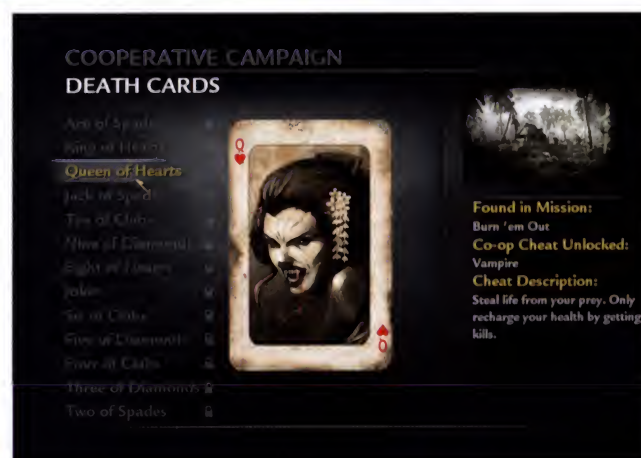 COOPERATIVE CAMPAIGN
DEATH CARDS
Ace of Spades
King of Hearts
Queen of Hearts
Jack of Spades
Ten of Clubs
Nine of Diamonds
Eight of Hearts
Joker
Six of Clubs
Five of Diamonds
Four of Clubs
Three of Diamonds
Two of Spades
Q
Q
Found in Mission:
Burn 'em Out
Co-op Cheat Unlocked:
Vampire
Cheat Description:
Steal life from your prey. Only
recharge your health by getting
kills.